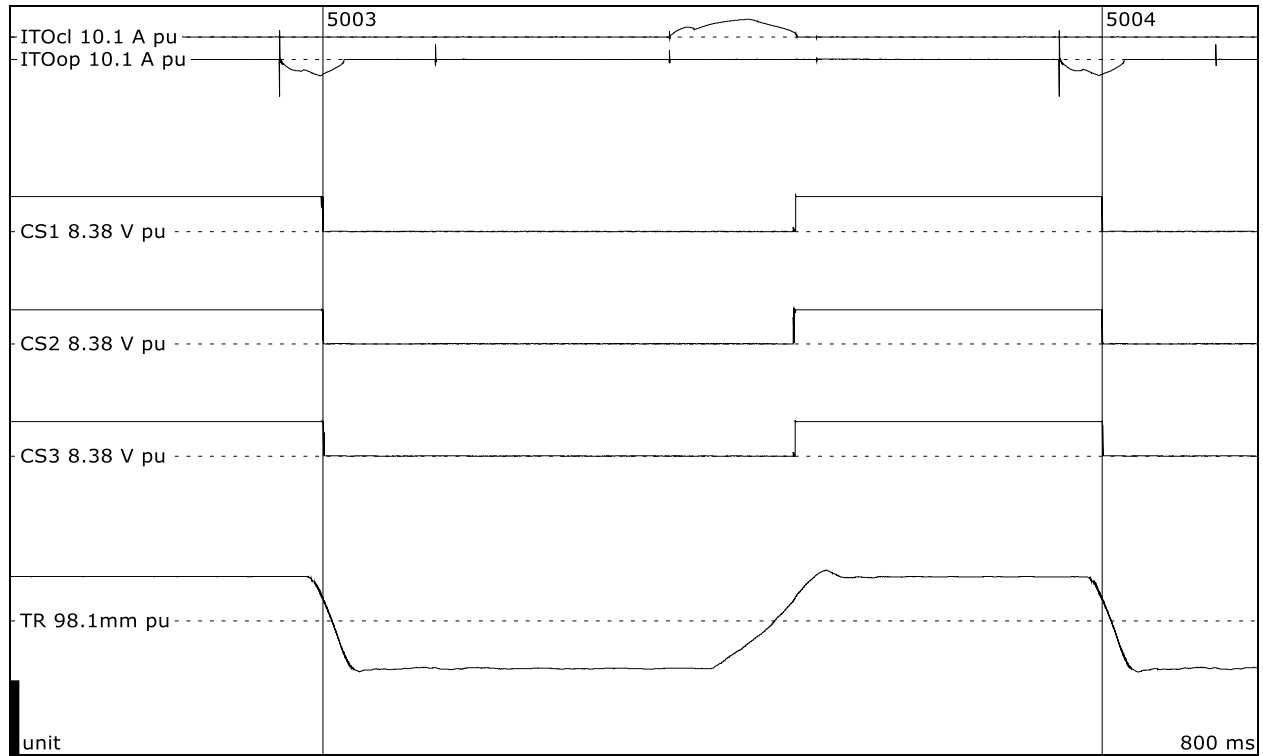 5003
5004
ITOcl 10.1 A pu
ITOop 10.1 A pu
CS1 8.38 V pu
CS2 8.38 V pu
CS3 8.38 V pu
TR 98.1mm pu
unit
800 ms